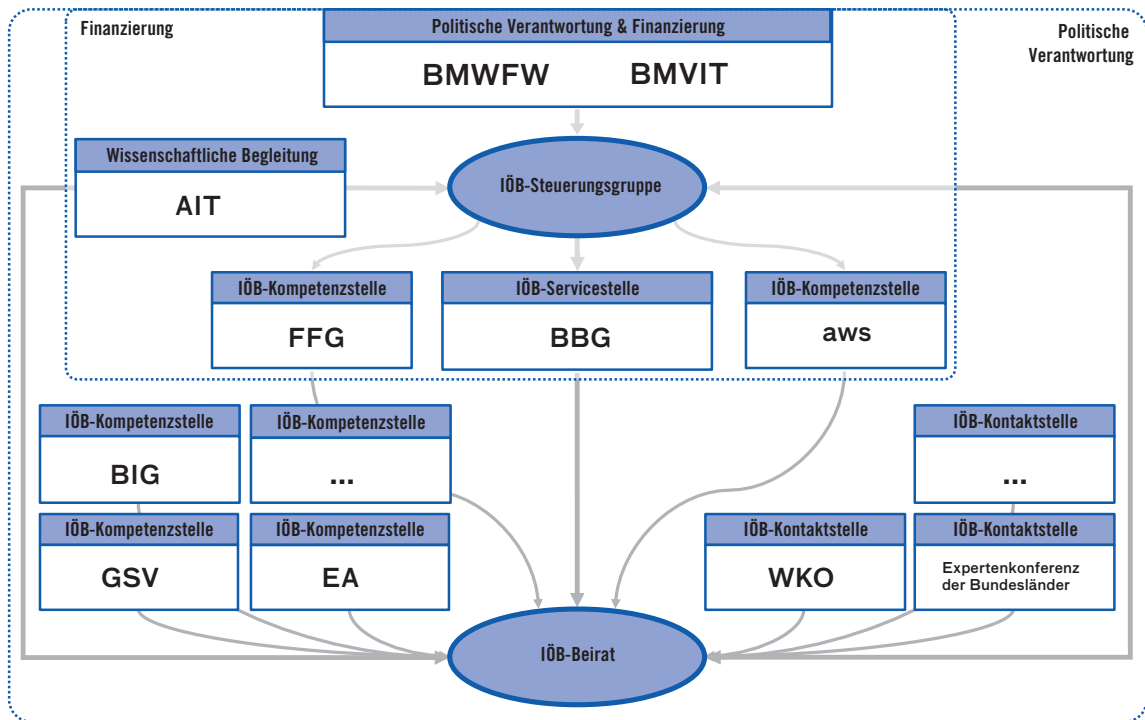 Finanzierung
Politische Verantwortung & Finanzierung
Politische
Verantwortung
BMWFW BMVIT
Wissenschaftliche Begleitung
AIT
IÖB-Steuerungsgruppe
IÖB-Kompetenzstelle
FFG
IÖB-Servicestelle
BBG
IÖB-Kompetenzstelle
aws
IÖB-Kompetenzstelle
BIG
IÖB-Kompetenzstelle
...
IÖB-Kontaktstelle
...
IÖB-Kompetenzstelle
GSV
IÖB-Kompetenzstelle
EA
IÖB-Kontaktstelle
WKO
IÖB-Kontaktstelle
Expertenkonferenz
der Bundesländer
IÖB-Beirat